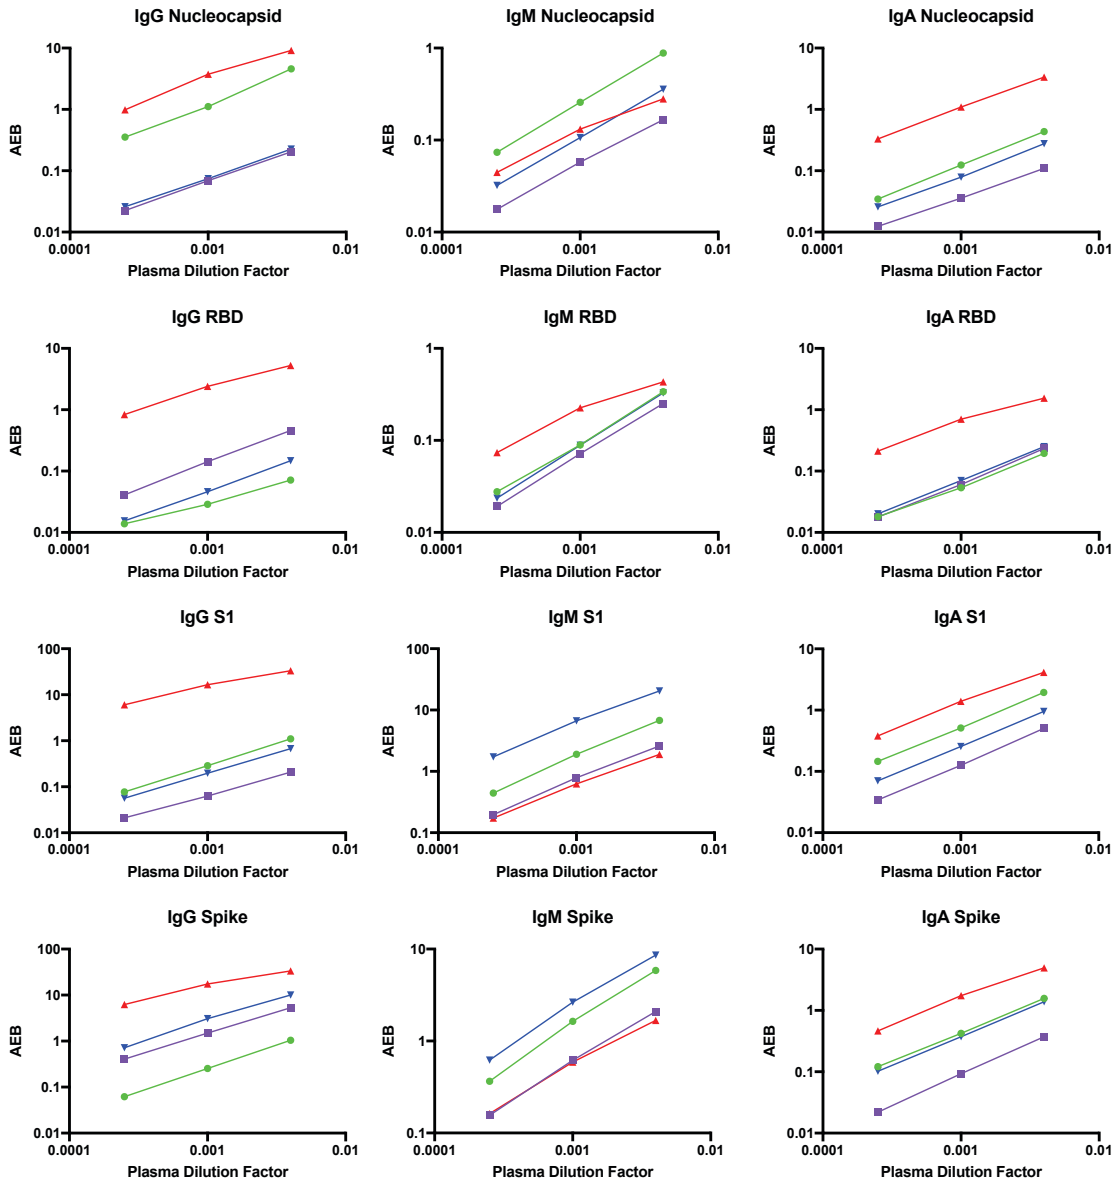 IgG Nucleocapsid
10
1
0.1
0.01
AEB
0.0001
0.001
0.01
Plasma Dilution Factor
IgM Nucleocapsid
1
0.1
0.01
AEB
0.0001
0.001
0.01
Plasma Dilution Factor
IgA Nucleocapsid
10
1
0.1
0.01
AEB
0.0001
0.001
0.01
Plasma Dilution Factor
IgG RBD
10
1
0.1
0.01
AEB
0.0001
0.001
0.01
Plasma Dilution Factor
IgM RBD
1
0.1
0.01
AEB
0.0001
0.001
0.01
Plasma Dilution Factor
IgA RBD
10
1
0.1
0.01
AEB
0.0001
0.001
0.01
Plasma Dilution Factor
IgG S1
100
10
1
0.1
0.01
AEB
0.0001
0.001
0.01
Plasma Dilution Factor
IgM S1
100
10
1
0.1
AEB
0.0001
0.001
0.01
Plasma Dilution Factor
IgA S1
10
1
0.1
0.01
AEB
0.0001
0.001
0.01
Plasma Dilution Factor
IgG Spike
100
10
1
0.1
0.01
AEB
0.0001
0.001
0.01
Plasma Dilution Factor
IgM Spike
10
1
0.1
AEB
0.0001
0.001
0.01
Plasma Dilution Factor
IgA Spike
10
1
0.1
0.01
AEB
0.0001
0.001
0.01
Plasma Dilution Factor